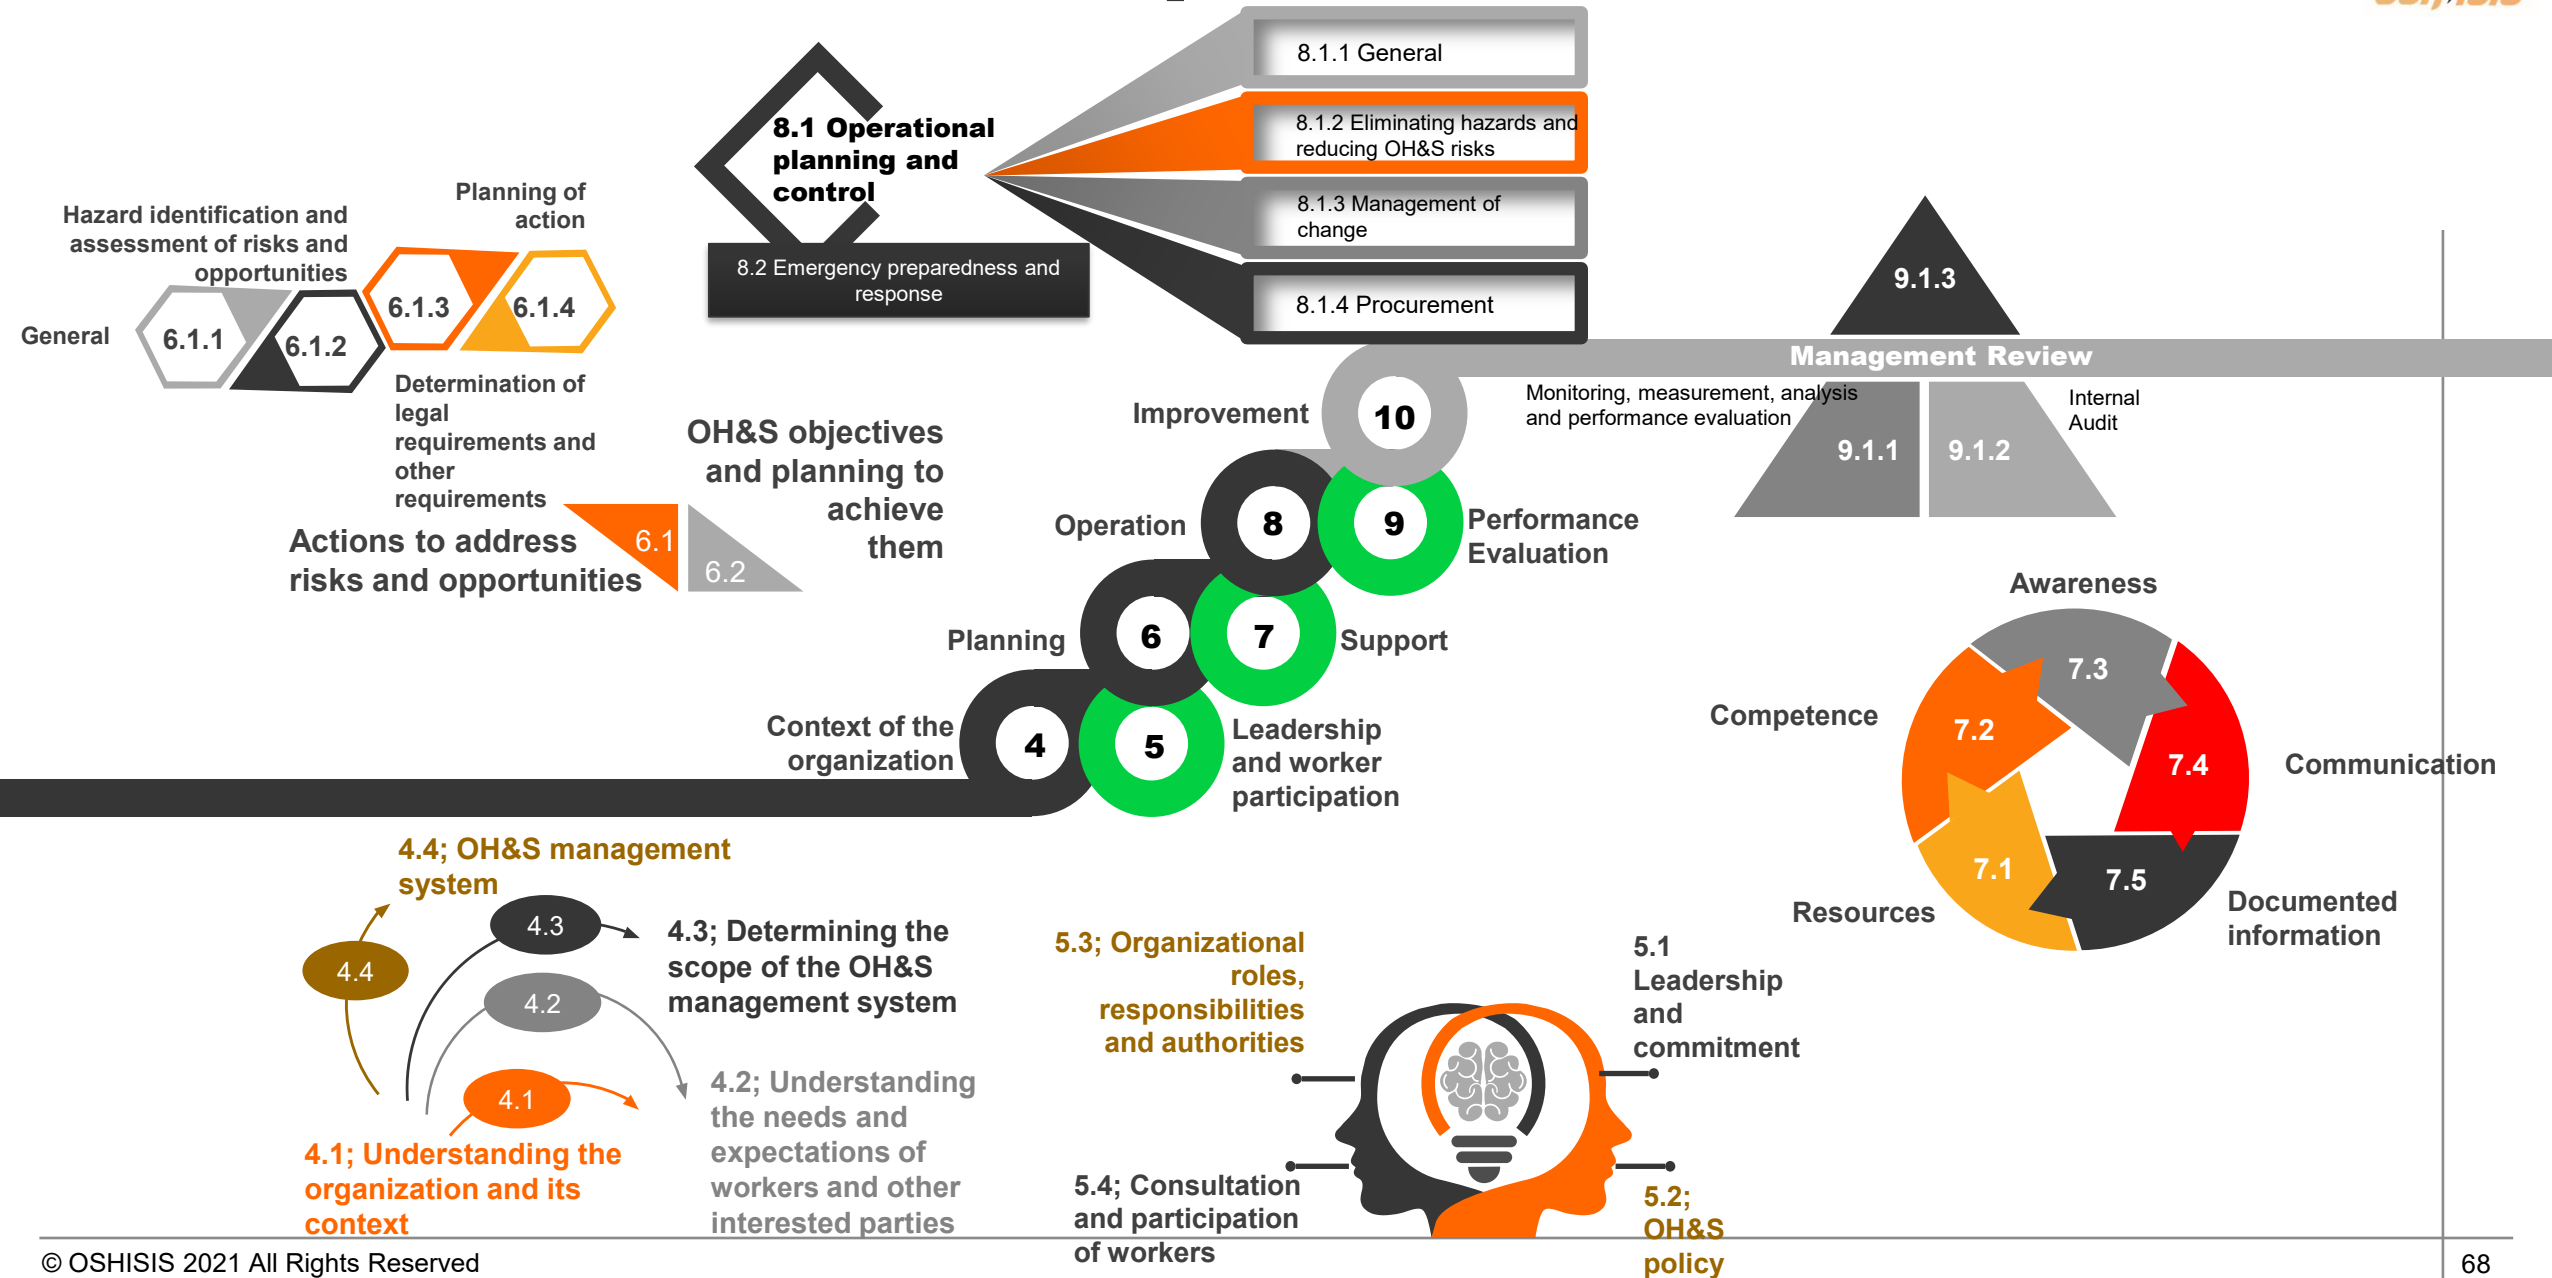 8.1 Operational
planning and
control
8.2 Emergency preparedness and
response
8.1.1 General
8.1.2 Eliminating hazards and
reducing OH&S risks
8.1.3 Management of
change
8.1.4 Procurement
Hazard identification and
assessment of risks and
opportunities
Planning of
action
General
6.1.1
6.1.2
6.1.3
6.1.4
Determination of
legal
requirements and
other
requirements
OH&S objectives
and planning to
achieve
them
Actions to address
risks and opportunities
6.1
6.2
9.1.3
Management Review
Monitoring, measurement, analysis
and performance evaluation
9.1.1
9.1.2
Internal
Audit
Improvement
10
Operation
8
9
Performance
Evaluation
Planning
6
7
Support
Context of the
organization
4
5
Leadership
and worker
participation
Awareness
7.3
Competence
7.2
7.4
Communication
7.1
7.5
Resources
Documented
information
4.4; OH&S management
system
4.3
4.4
4.3; Determining the
scope of the OH&S
management system
4.2
4.2; Understanding
the needs and
expectations of
workers and other
interested parties
4.1
4.1; Understanding the
organization and its
context
5.3; Organizational
roles,
responsibilities
and authorities
5.1
Leadership
and
commitment
5.4; Consultation
and participation
of workers
5.2;
OH&S
policy
© OSHISIS 2021 All Rights Reserved
68